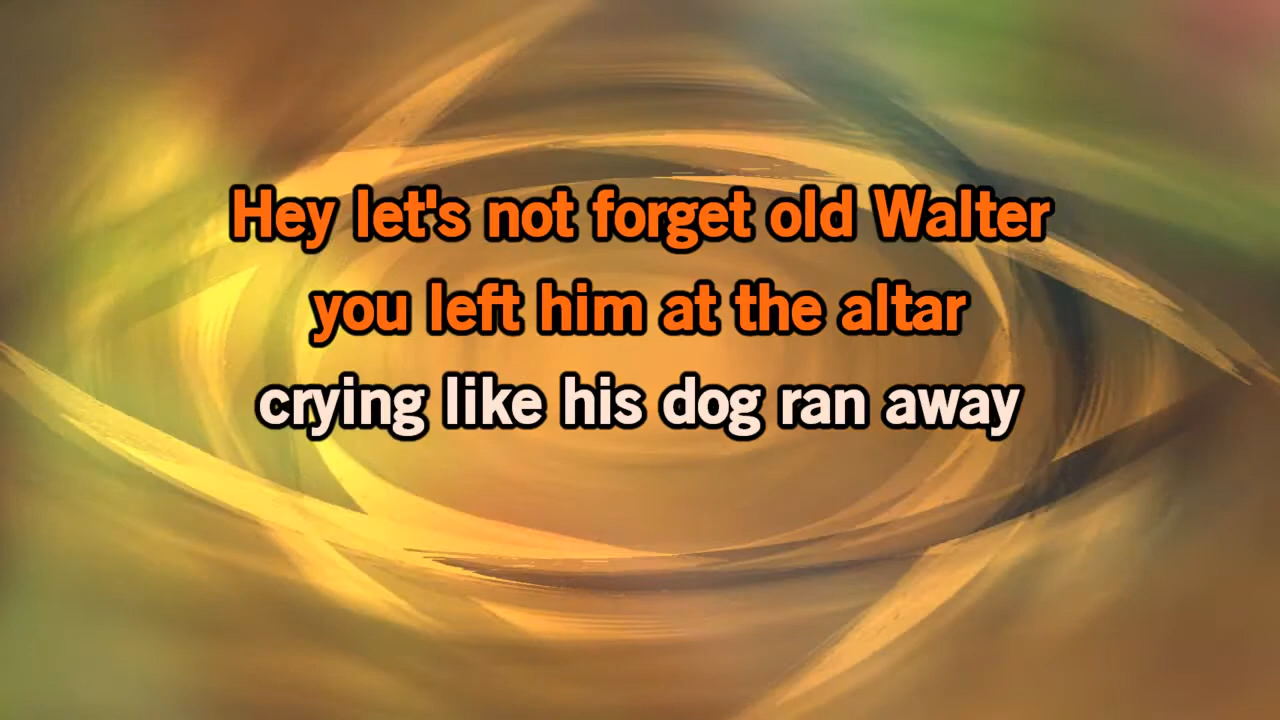 Hey let's not forget old Walter
you left him at the altar
crying like his dog ran away